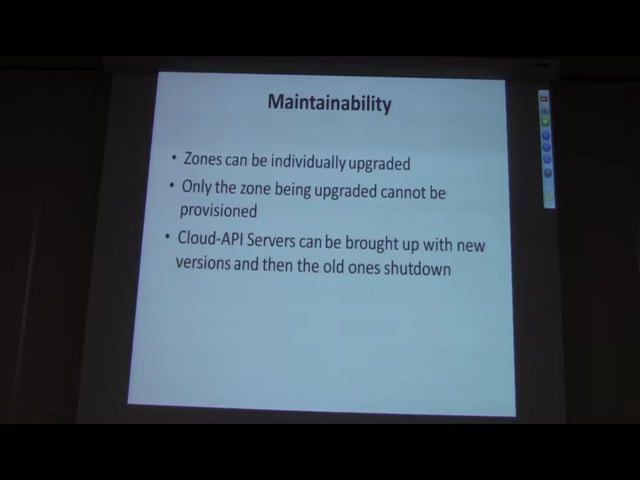 Maintainability
• Zones can be individually upgraded
• Only the zone being upgraded cannot be
provisioned
• Cloud-API Servers can be brought up with new
versions and then the old ones shutdown